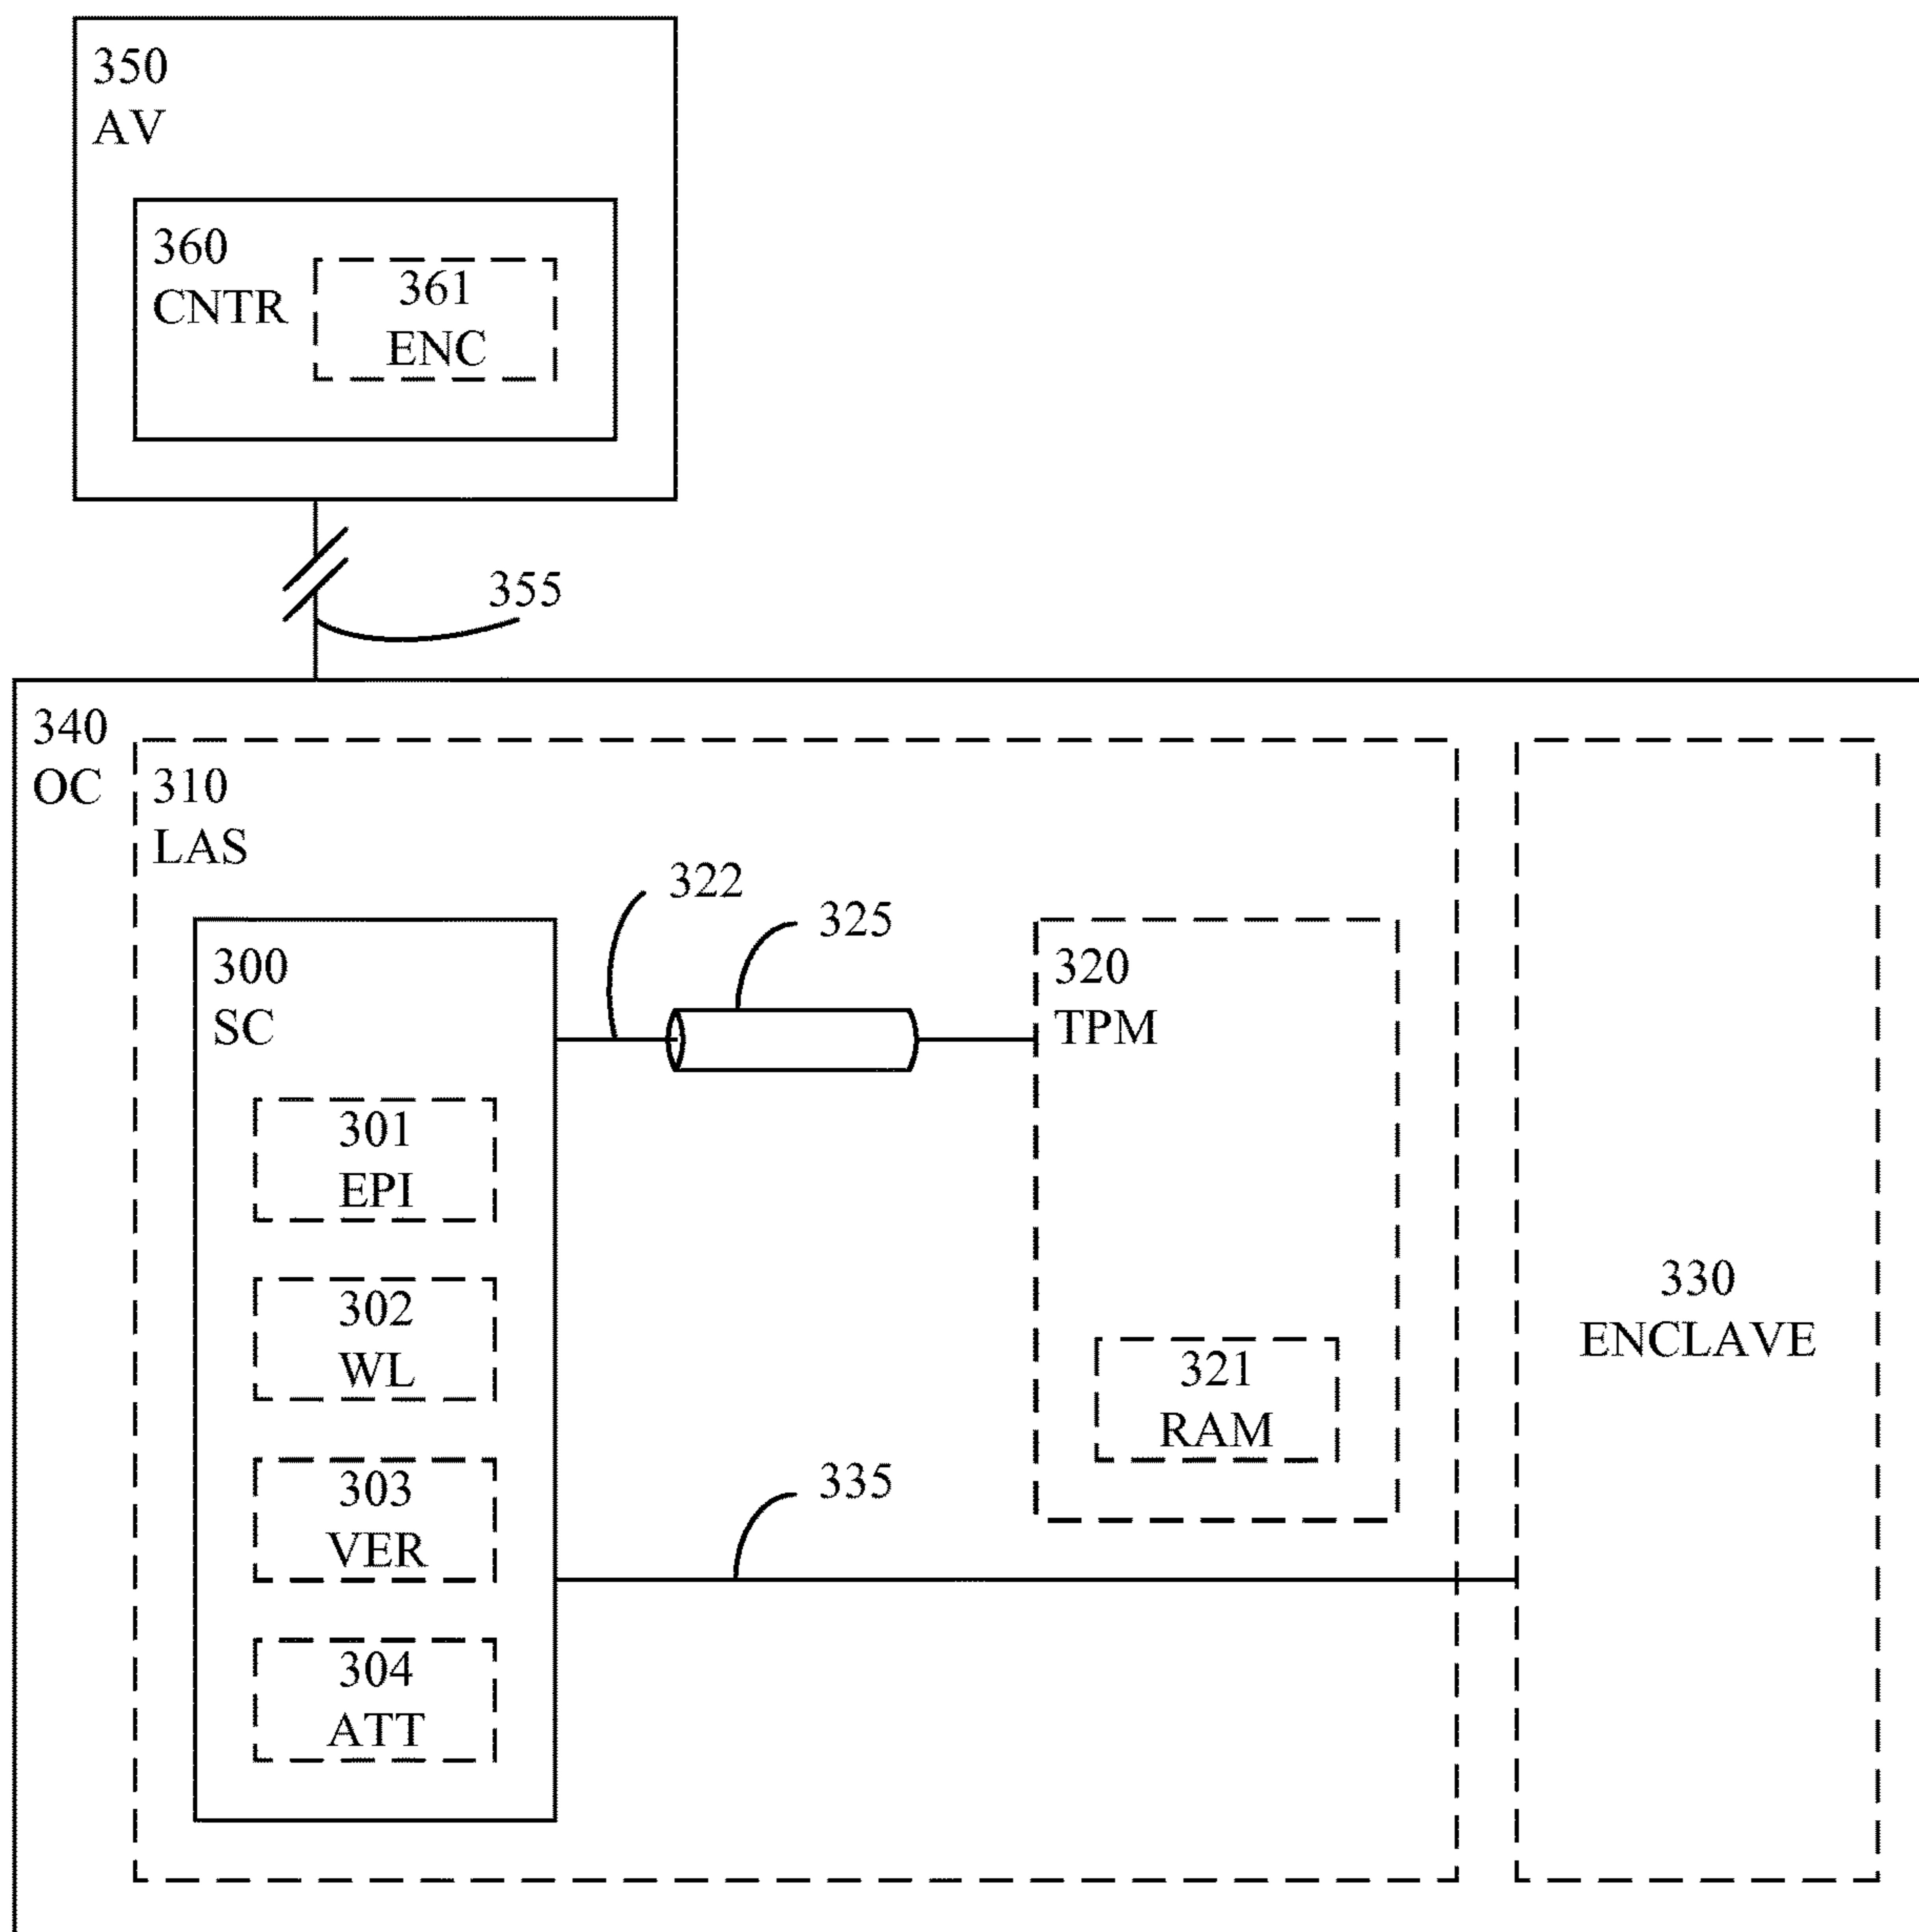 350
AV
360
CNTR
361
ENC
355
340
OC
310
LAS
322
325
300
SC
320
TPM
301
EPI
302
WL
330
ENCLAVE
321
RAM
303
VER
335
304
ATT